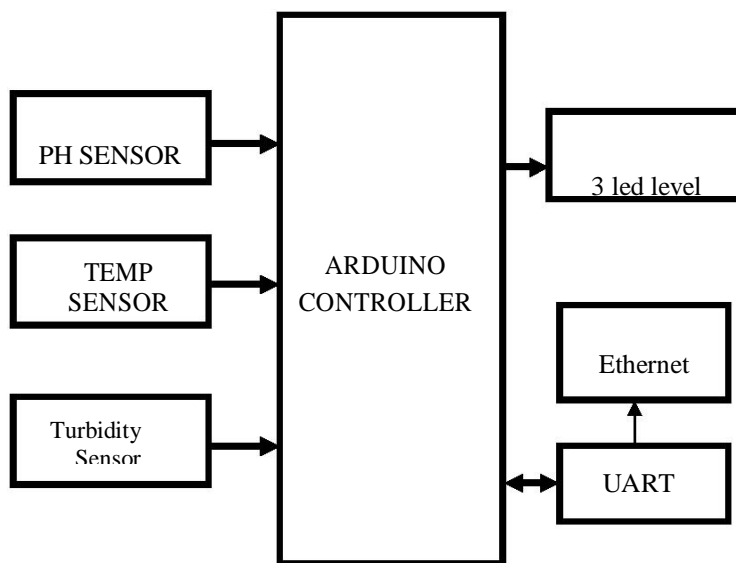 PH SENSOR
TEMP
SENSOR
Turbidity
Sensor
ARDUINO
CONTROLLER
3 led level
Ethernet
UART